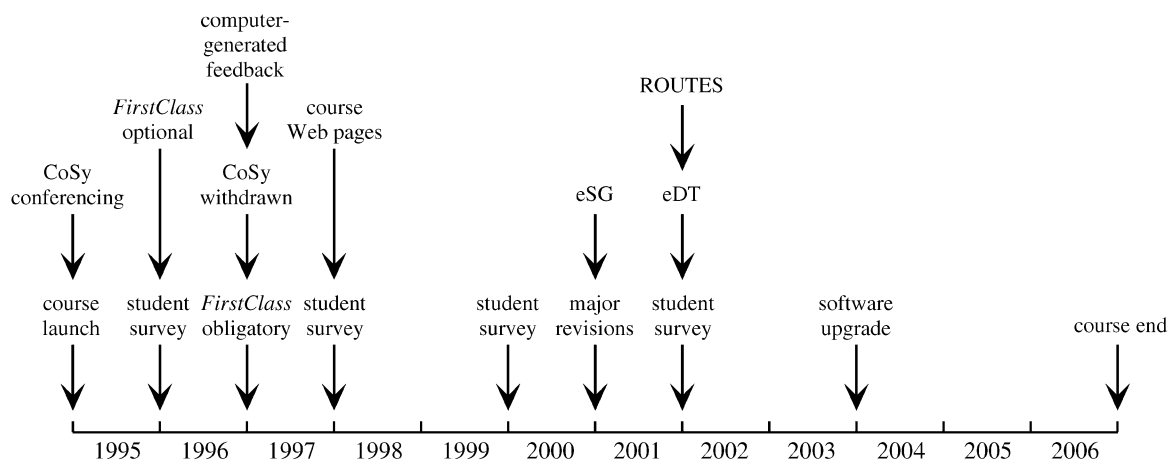 computer-
generated
feedback
ROUTES
FirstClass
optional
course
Web pages
CoSy
conferencing
CoSy
withdrawn
eSG
eDT
course
launch
student
survey
FirstClass
obligatory
student
survey
student
survey
major
revisions
student
survey
software
upgrade
course end
1995 1996 1997 1998 1999 2000 2001 2002 2003 2004 2005 2006